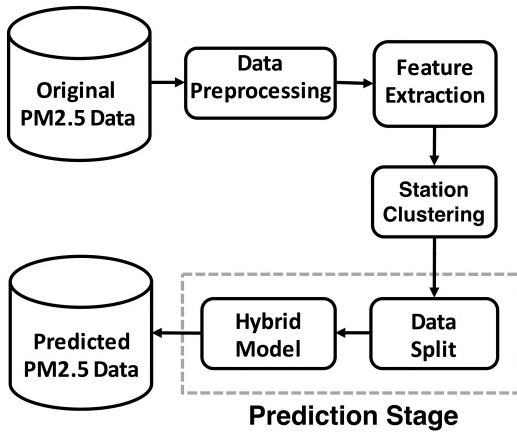 Original
PM2.5 Data
Data
Preprocessing
Feature
Extraction
Station
Clustering
Data
Split
Hybrid
Model
Predicted
PM2.5 Data
Prediction Stage